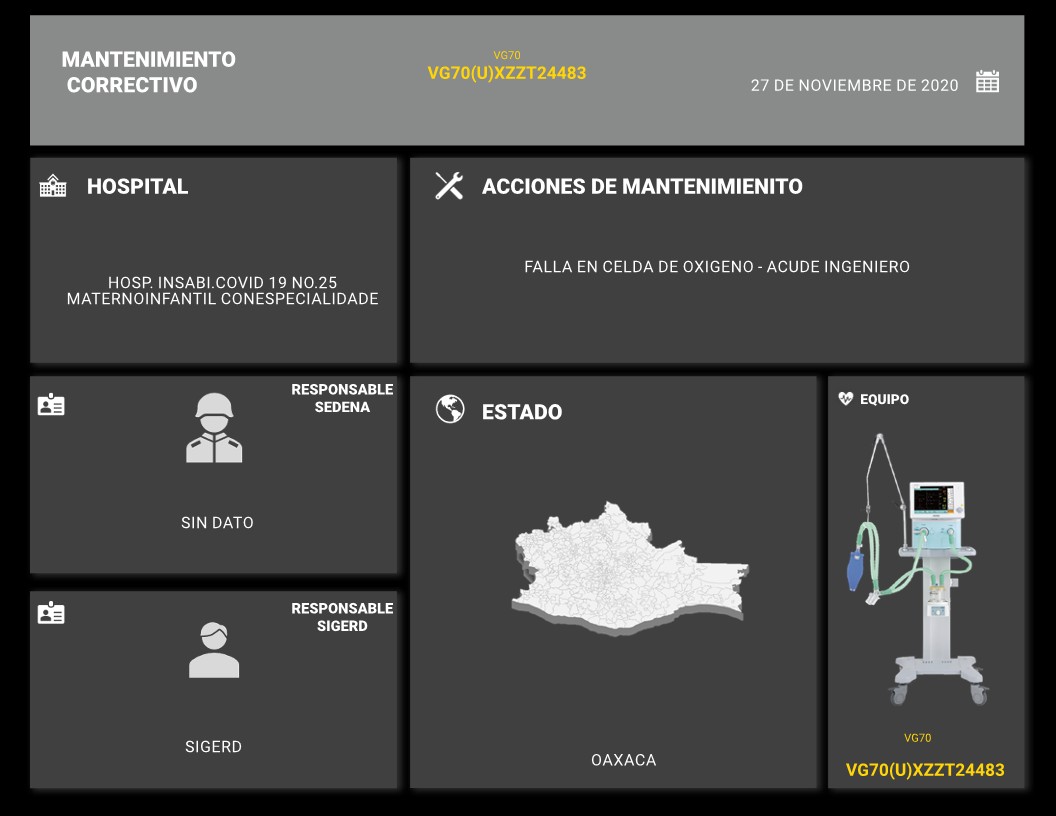 MANTENIMIENTO
CORRECTIVO
VG70
VG70(U)XZZT24483
27 DE NOVIEMBRE DE 2020
HOSPITAL
HOSP. INSABI.COVID 19 NO.25
MATERNOINFANTIL CONESPECIALIDADE
ACCIONES DE MANTENIMIENITO
FALLA EN CELDA DE OXIGENO - ACUDE INGENIERO
RESPONSABLE
SEDENA
SIN DATO
RESPONSABLE
SIGERD
SIGERD
ESTADO
OAXACA
EQUIPO
VG70
VG70(U)XZZT24483